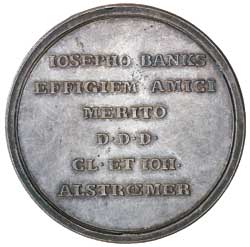 IOSEPHO BANKS
EFFIGIEM AMICI
MERITO
D·D·D·
CL·ET IOH·
ALSTRŒMER